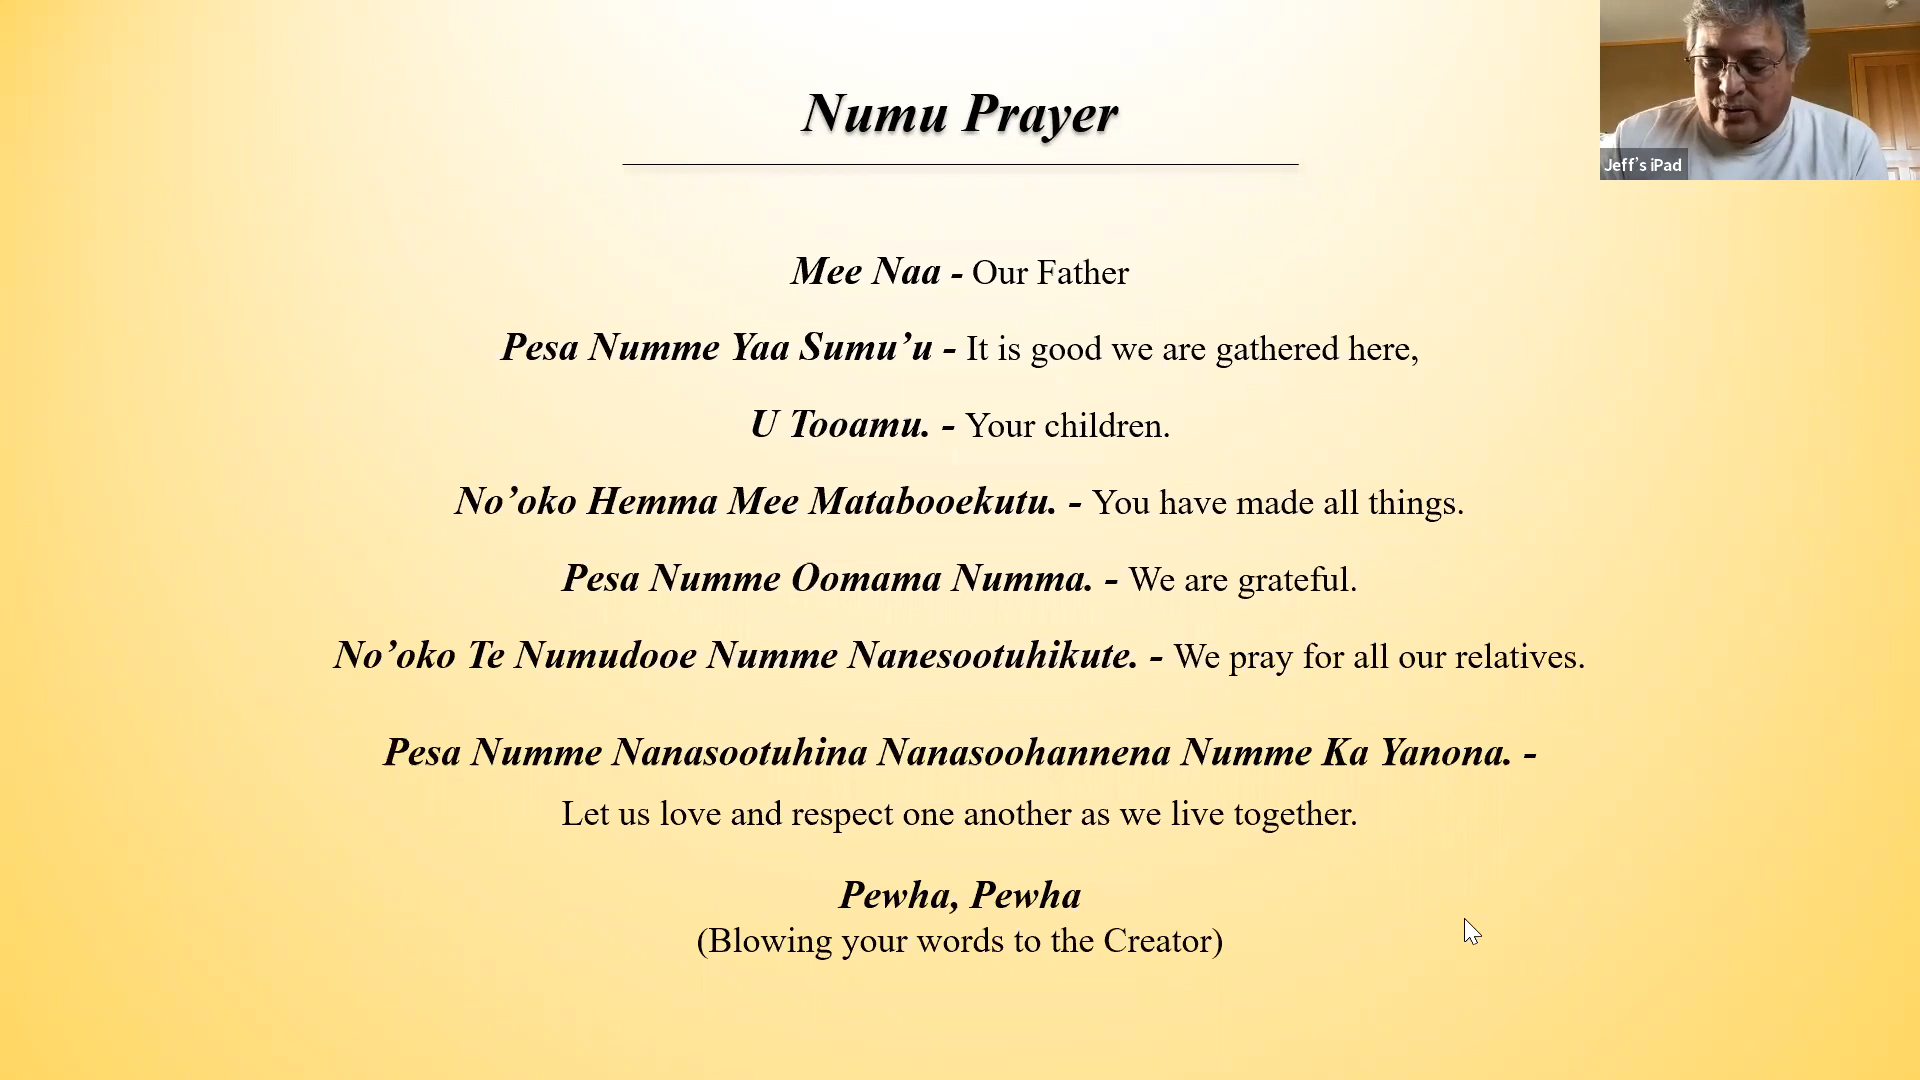 Numu Prayer
Jeff’s iPad
Mee Naa - Our Father
Pesa Numme Yaa Sumu’u - It is good we are gathered here,
U Tooamu. - Your children.
No’oko Hemma Mee Matabooekutu. - You have made all things.
Pesa Numme Oomama Numma. - We are grateful.
No’oko Te Numudooe Numme Nanesootuhikute. - We pray for all our relatives.
Pesa Numme Nanasootuhina Nanasoohannena Numme Ka Yanona. -
Let us love and respect one another as we live together.
Pewha, Pewha
(Blowing your words to the Creator)